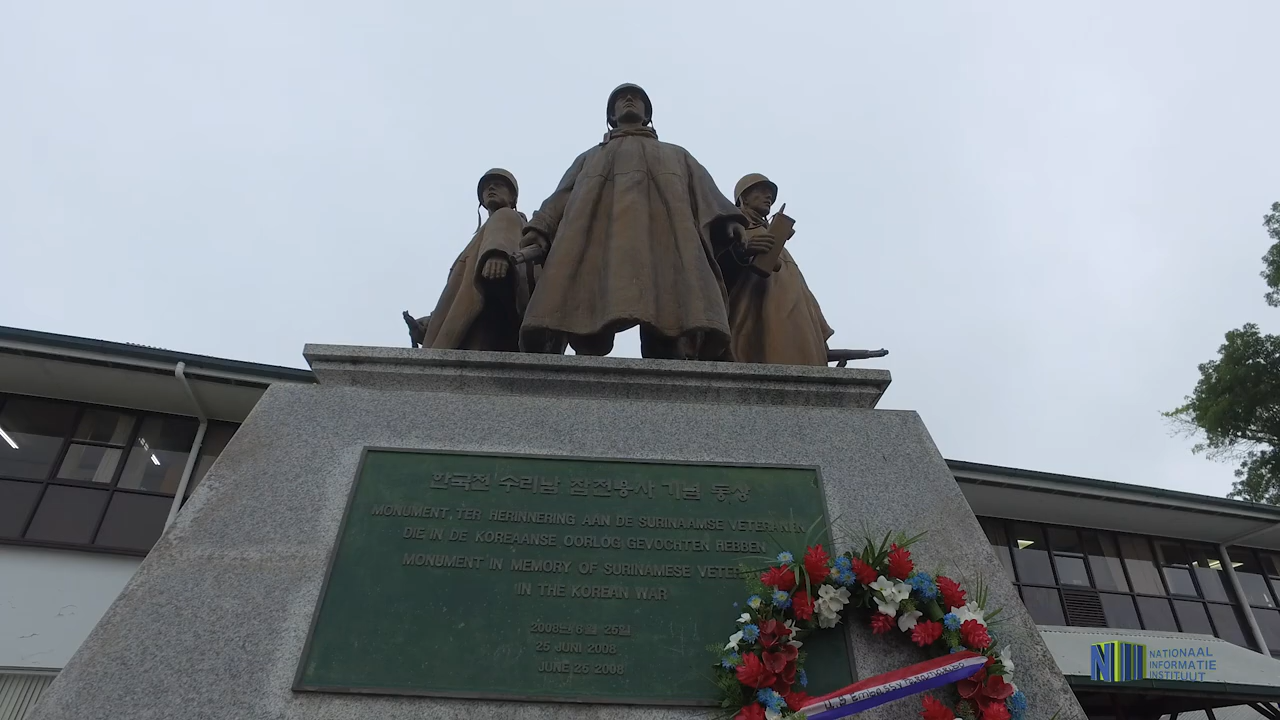 한국전 수리남 참전용사 기념 동상
MONUMENT, TER HERINNERING AAN DE SURINAAMSE VETERANEN
DIE IN DE KOREAANSE OORLOG GEVOCHTEN HEBBEN
MONUMENT IN MEMORY OF SURINAMESE
IN THE KOREAN WAR
2008년 6월 25일
25 JUNI 2008
JUNE 25 2008
U.S Embassy Paramaribo
NATIONAAL
INFORMATIE
INSTITUUT